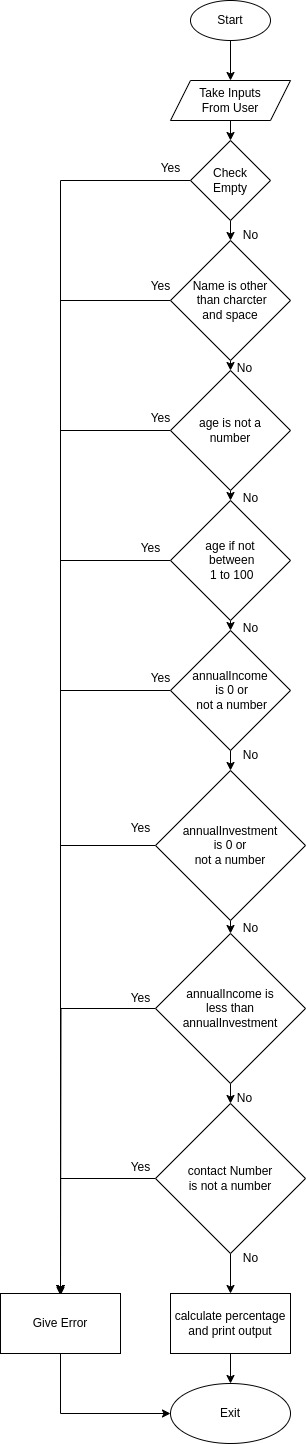 Start
Take Inputs
From User
Yes
Check
Empty
No
Yes
Name is other
than charcter
and space
No
Yes
age is not a
number
No
Yes
age if not
between
1 to 100
No
Yes
annualIncome
is 0 or
not a number
No
Yes
annualInvestment
is 0 or
not a number
No
Yes
annualIncome is
less than
annualInvestment
No
Yes
contact Number
is not a number
No
Give Error
calculate percentage
and print output
Exit